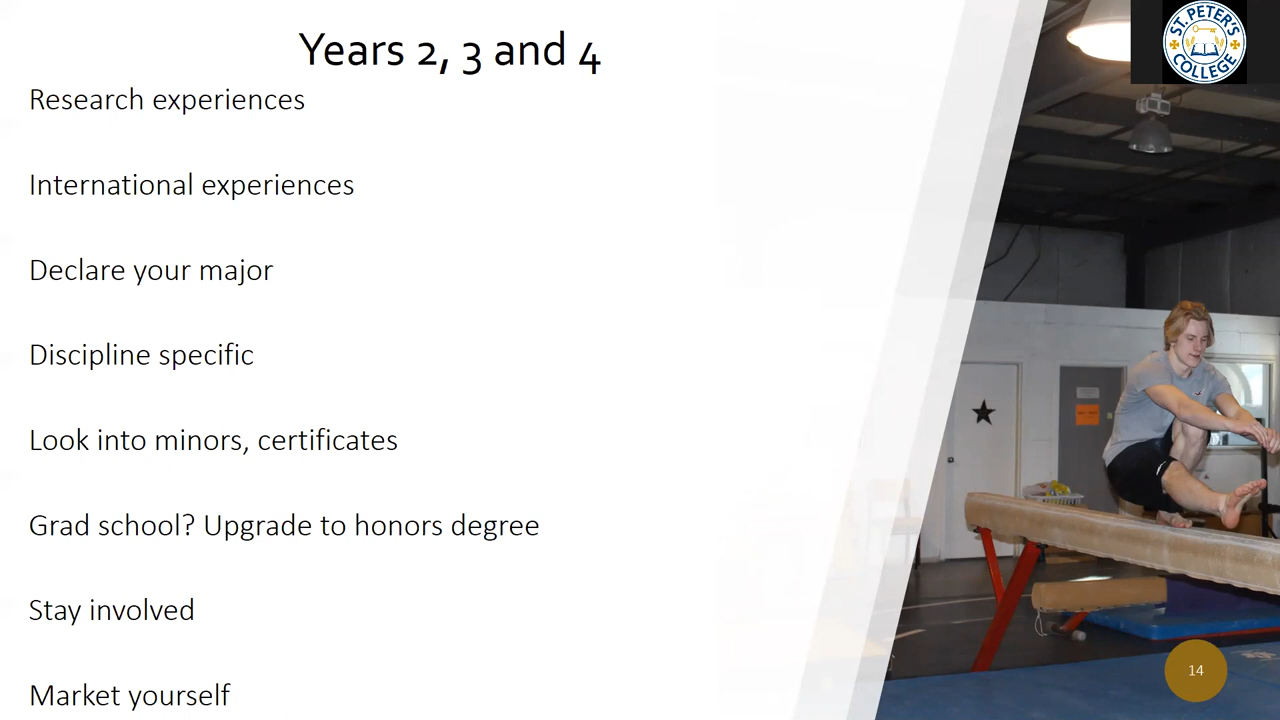 Years 2, 3 and 4
Research experiences
International experiences
Declare your major
Discipline specific
Look into minors, certificates
Grad school? Upgrade to honors degree
Stay involved
Market yourself
ST. PETER'S
COLLEGE
14